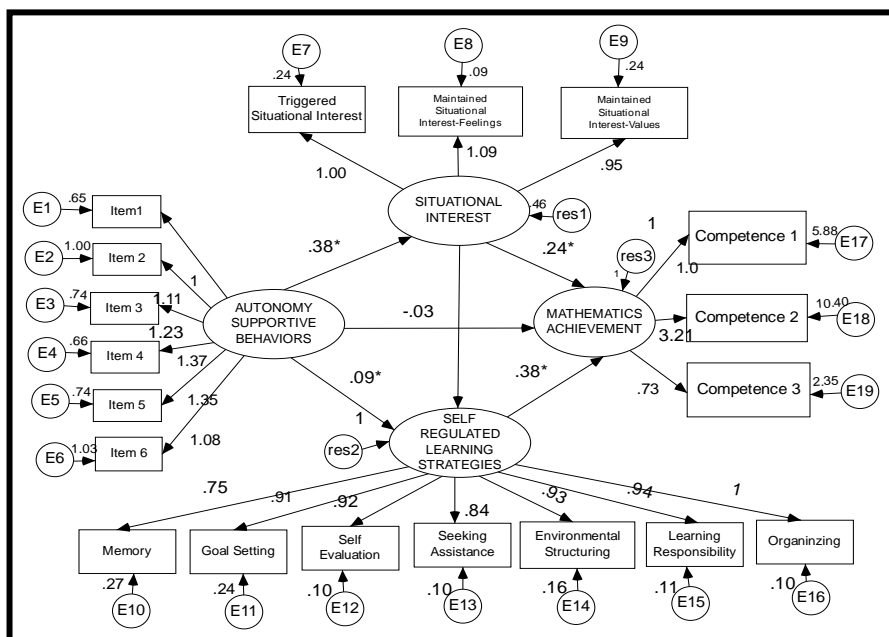 E7
E8
E9
.24
.09
.24
Triggered
Situational Interest
Maintained
Situational
Interest-Feelings
Maintained
Situational
Interest-Values
1.00
1.09
.95
SITUATIONAL
INTEREST
.46
res1
E1
.65
Item1
E2
1.00
Item 2
E3
.74
Item 3
E4
.66
Item 4
E5
.74
Item 5
E6
1.03
Item 6
1
1.11
1.23
1.37
1.35
1.08
AUTONOMY
SUPPORTIVE
BEHAVIORS
.38*
.24*
-.03
.09*
.38*
res3
1
MATHEMATICS
ACHIEVEMENT
1
1.0
3.21
.73
Competence 1
5.88
E17
Competence 2
10.40
E18
Competence 3
2.35
E19
1
res2
SELF
REGULATED
LEARNING
STRATEGIES
.75
.91
.92
.84
.93
.94
1
Memory
Goal Setting
Self
Evaluation
Seeking
Assistance
Environmental
Structuring
Learning
Responsibility
Organinzing
.27
.24
.10
.10
.16
.11
.10
E10
E11
E12
E13
E14
E15
E16